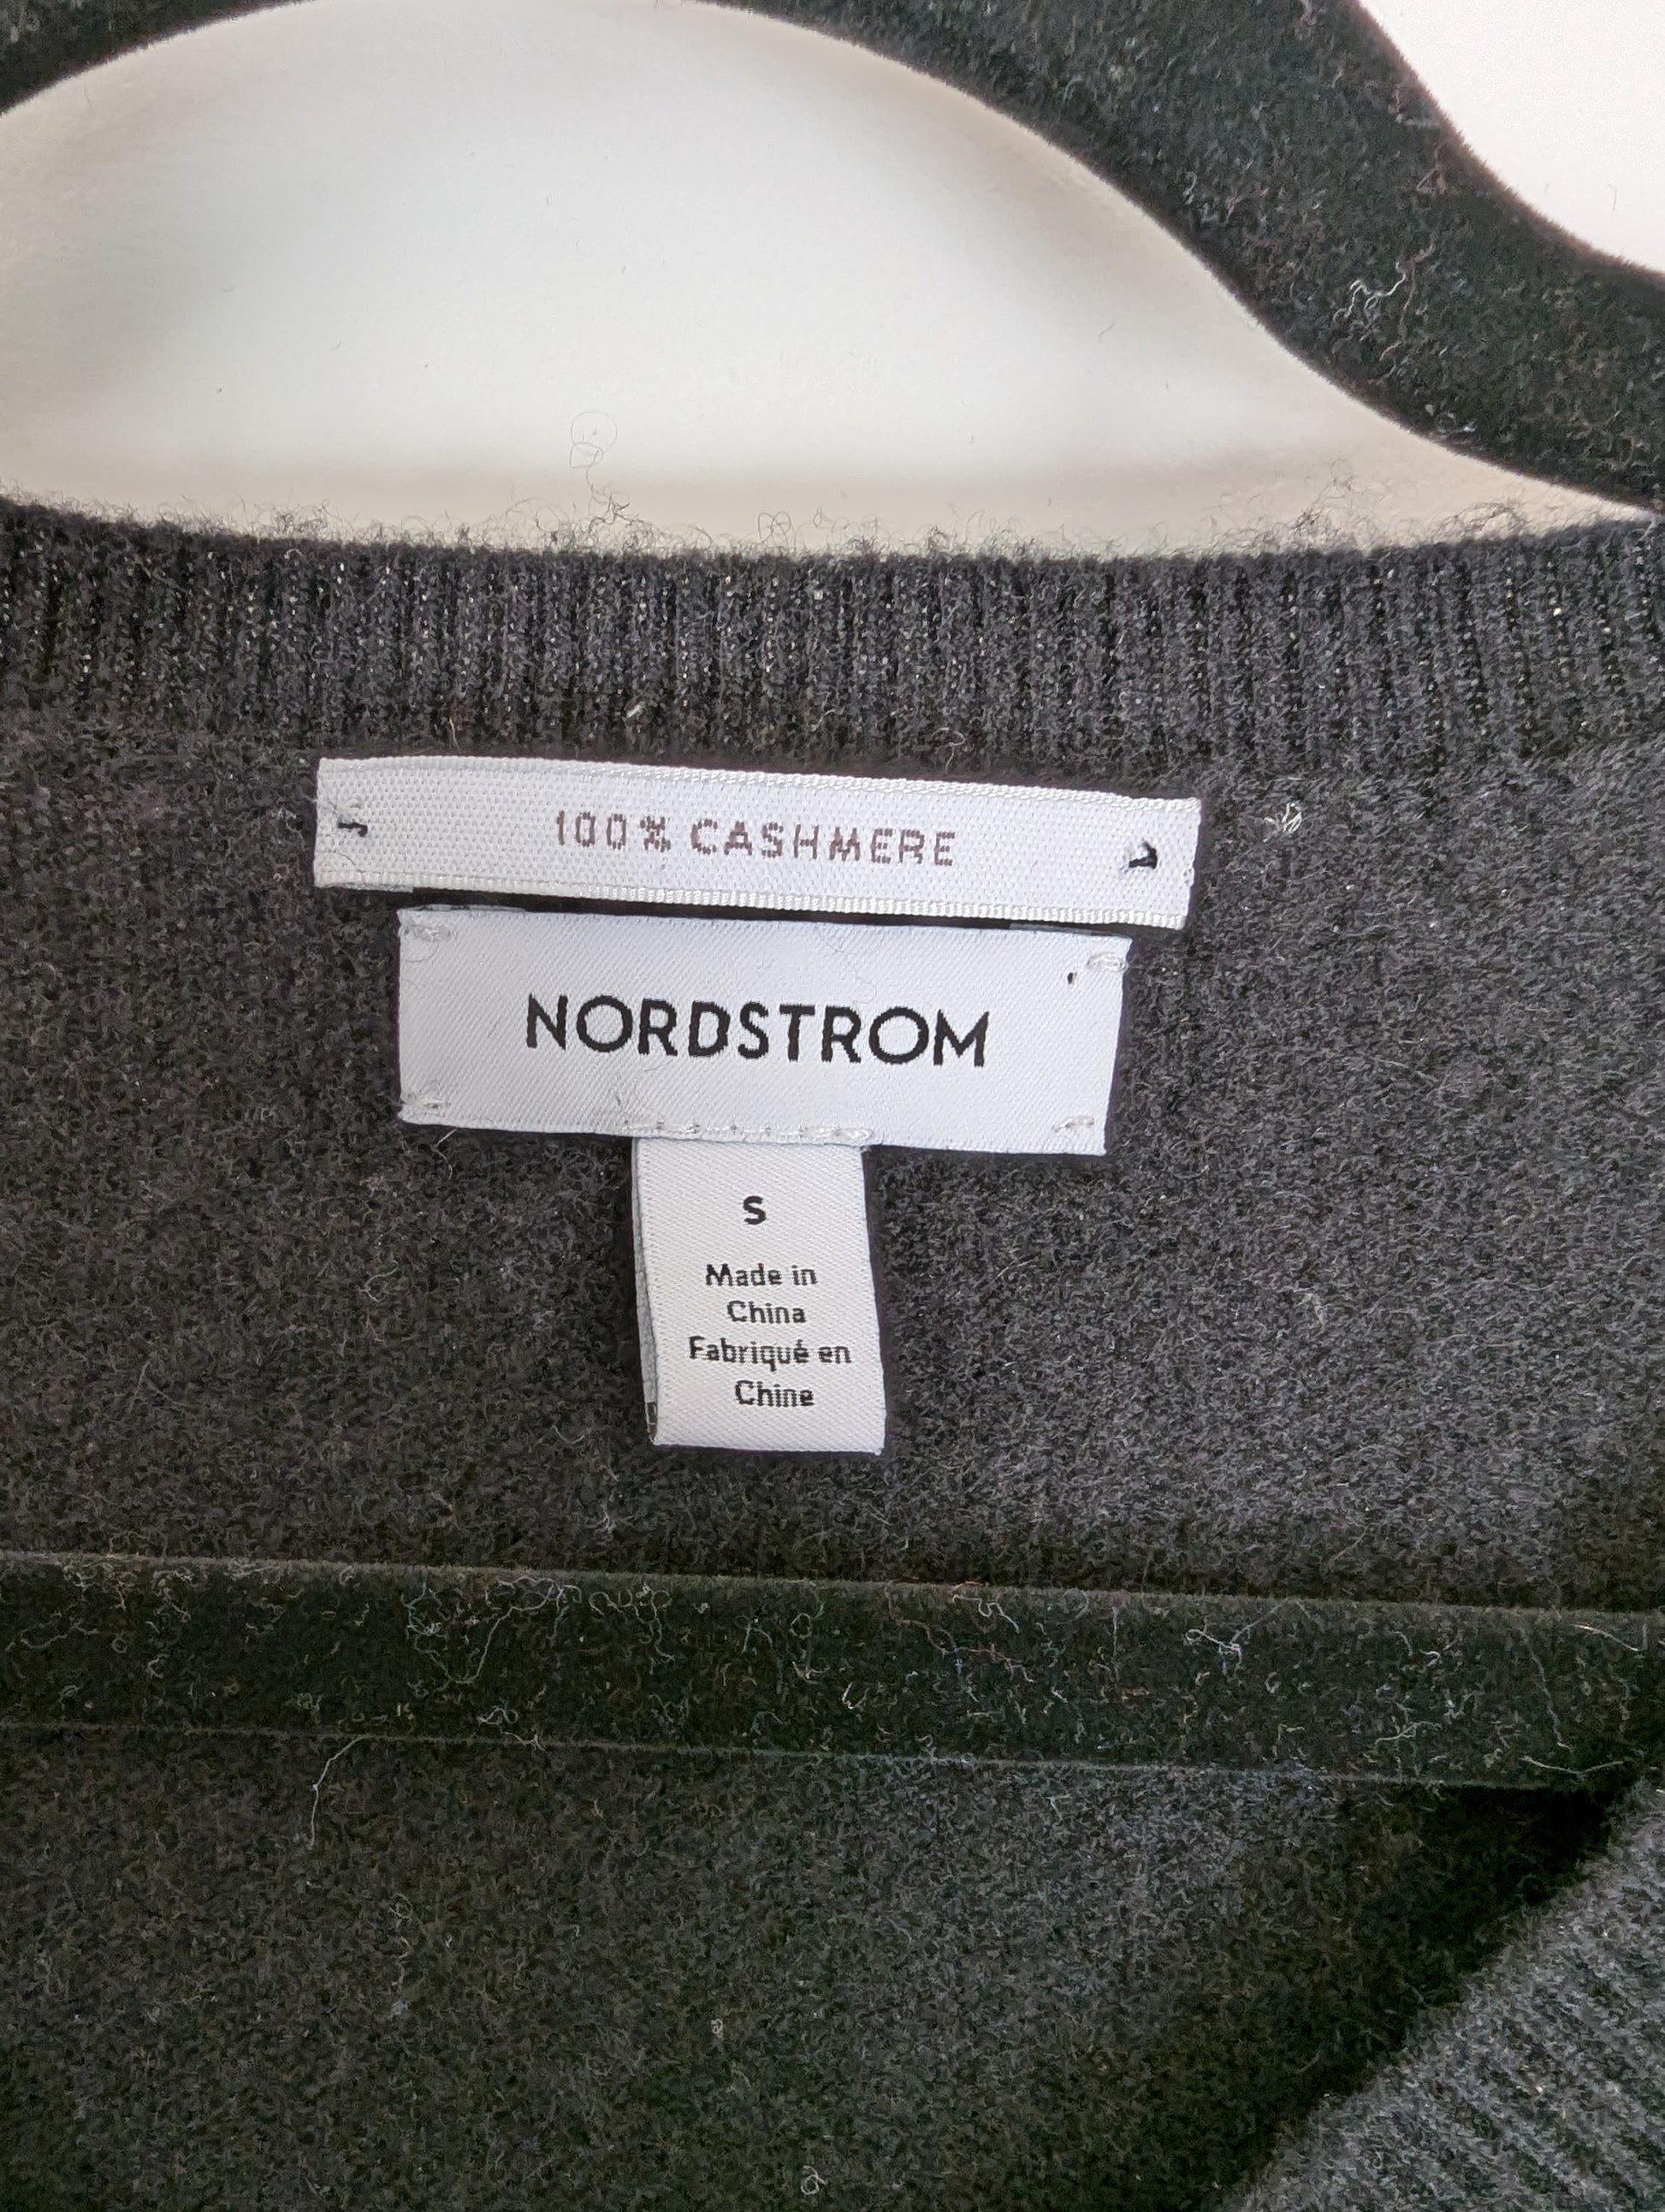 100% CASHMERE
NORDSTROM
S
Made in
China
Fabriqué en
Chine